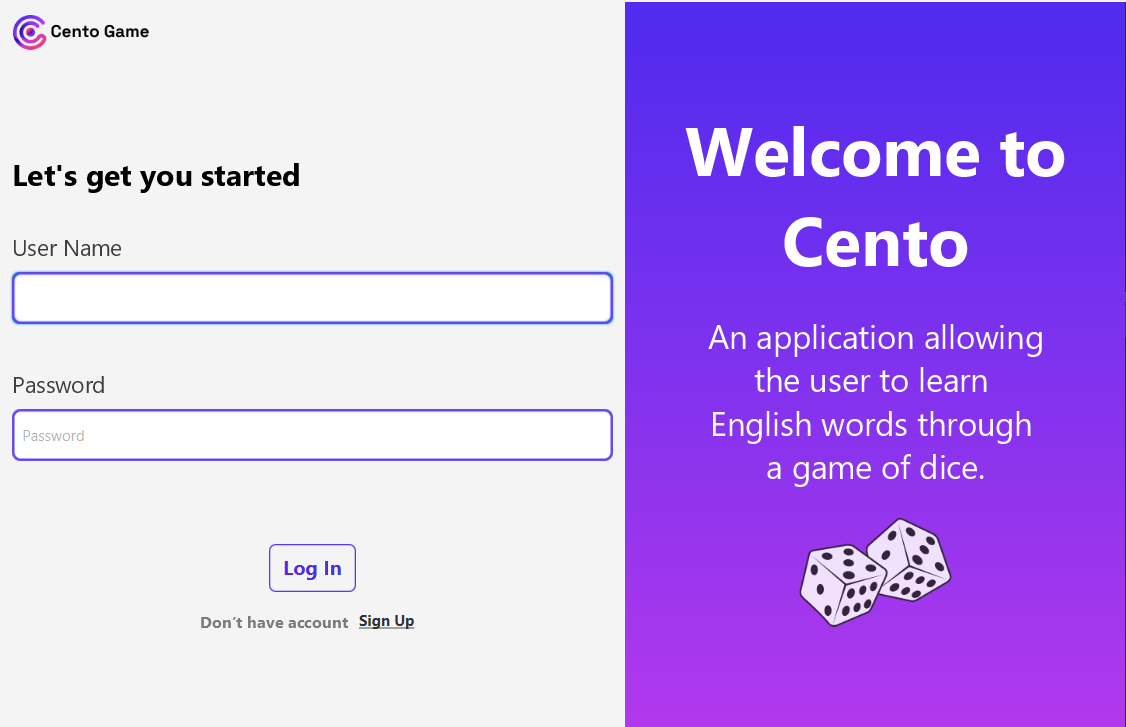 Cento Game
Let's get you started
User Name
Password
Password
Log In
Don’t have account Sign Up
Welcome to
Cento
An application allowing
the user to learn
English words through
a game of dice.